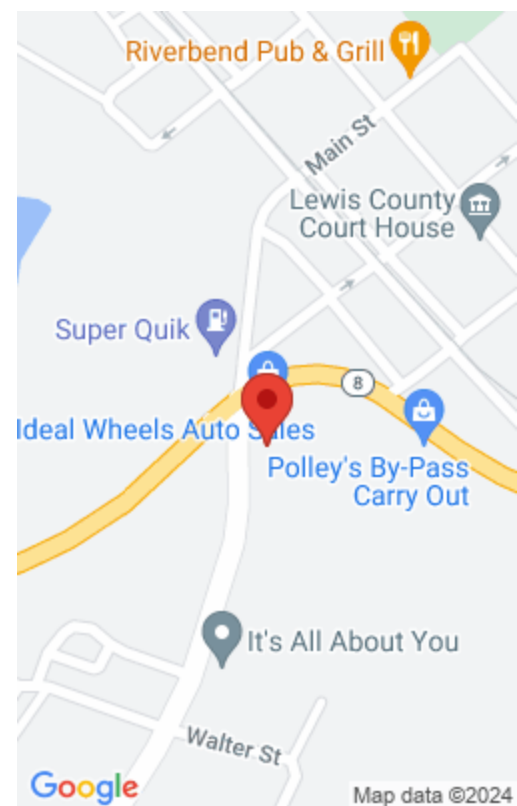 Riverbend Pub & Grill
Main St
Lewis County
Court House
Super Quik
8
Ideal Wheels Auto Sales
Polley's By-Pass
Carry Out
It's All About You
Walter St
Google
Map data ©2024